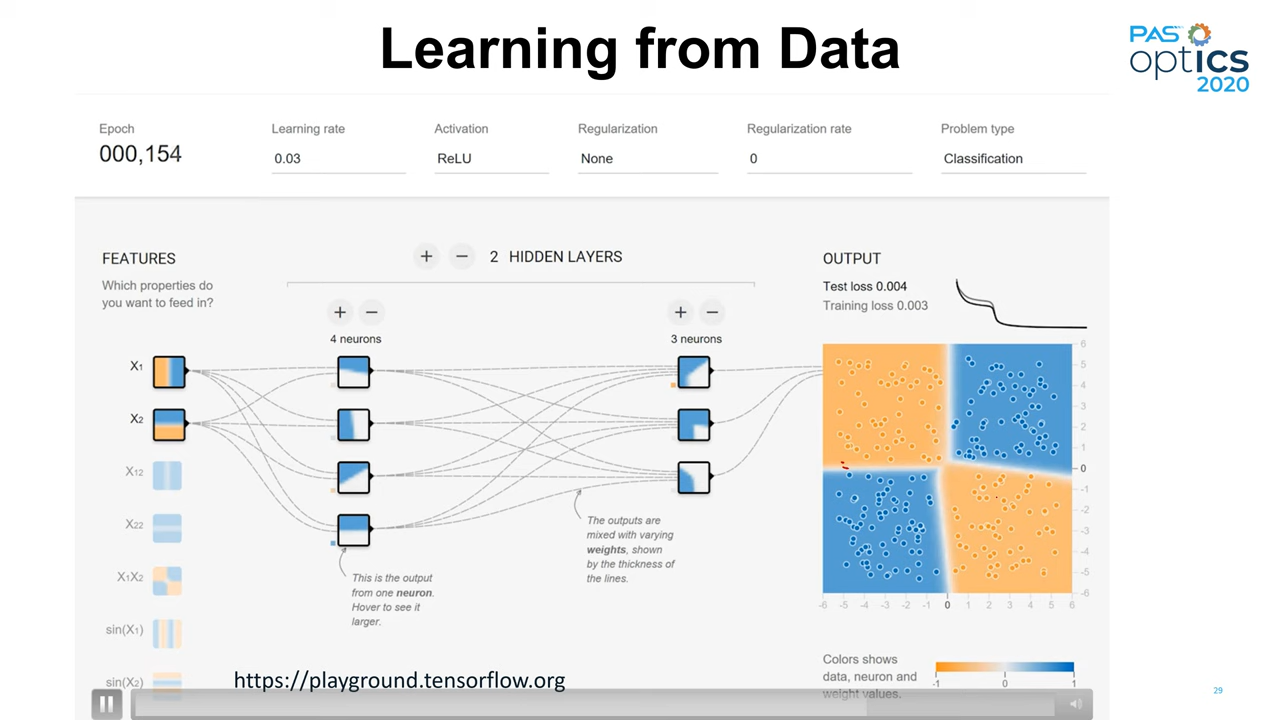 Learning from Data
PAS
optICS
2020
Epoch
000,154
Learning rate
0.03
Activation
ReLU
Regularization
None
Regularization rate
0
Problem type
Classification
FEATURES
Which properties do
you want to feed in?
+ − 2 HIDDEN LAYERS
+ −
4 neurons
+ −
3 neurons
OUTPUT
Test loss 0.004
Training loss 0.003
X1
X2
X12
X22
X1X2
sin(X1)
sin(X2)
This is the output
from one neuron.
Hover to see it
larger.
The outputs are
mixed with varying
weights, shown
by the thickness of
the lines.
6
5
4
3
2
1
0
-1
-2
-3
-4
-5
-6
-6 -5 -4 -3 -2 -1 0 1 2 3 4 5 6
Colors shows
data, neuron and
weight values.
-1 0 1
https://playground.tensorflow.org
29